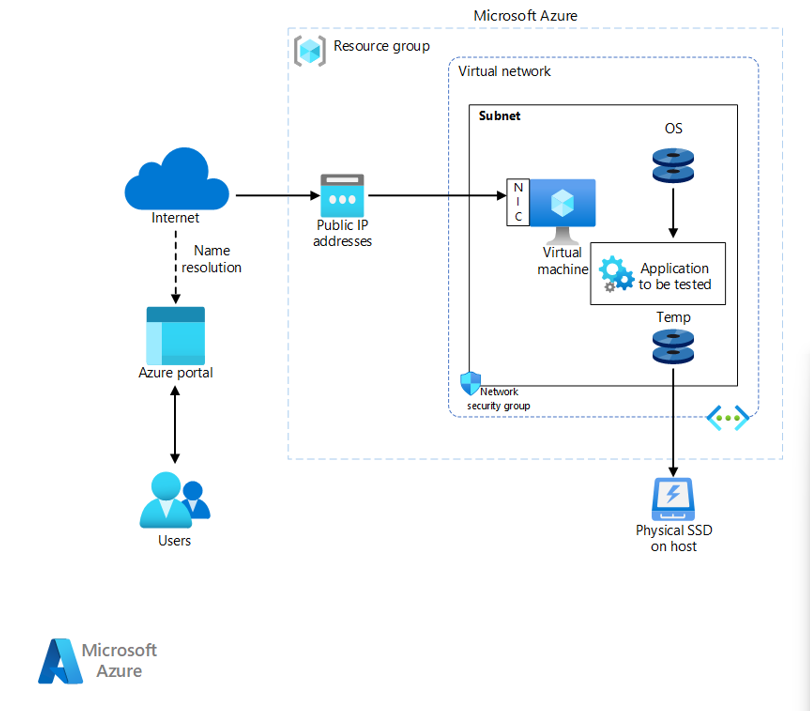 Microsoft Azure
Resource group
Virtual network
Subnet
OS
N
I
C
Internet
Public IP
addresses
Virtual
machine
Name
resolution
Application
to be tested
Temp
Azure portal
Network
security group
Users
Physical SSD
on host
Microsoft
Azure